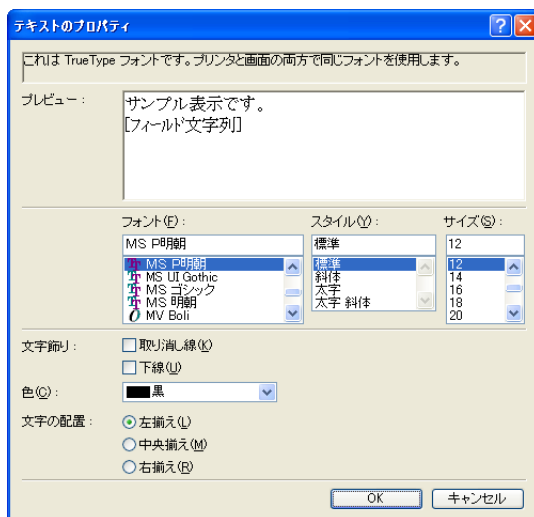 テキストのプロパティ
これは TrueType フォントです。プリンタと画面の両方で同じフォントを使用します。
プレビュー：
サンプル表示です。
[フィールド文字列]
フォント(F)： スタイル(Y)： サイズ(S)：
MS P明朝 標準 12
MS P明朝 標準 12
MS UI Gothic 斜体 14
MS ゴシック 太字 16
MS 明朝 太字 斜体 18
MV Boli 20
文字飾り： 取り消し線(K)
下線(U)
色(C)： 黒
文字の配置： 左揃え(L)
中央揃え(M)
右揃え(R)
OK キャンセル